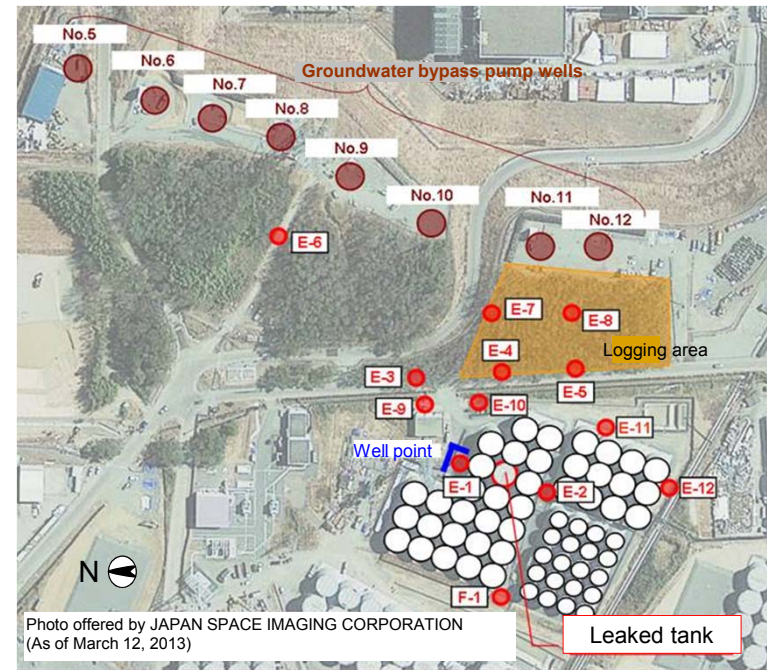 No.5
No.6
Groundwater bypass pump wells
No.7
No.8
No.9
No.10
No.11
No.12
E-6
E-7
E-8
Logging area
E-4
E-3
E-5
E-9
E-10
E-11
Well point
E-1
E-2
E-12
N
F-1
Photo offered by JAPAN SPACE IMAGING CORPORATION
(As of March 12, 2013)
Leaked tank